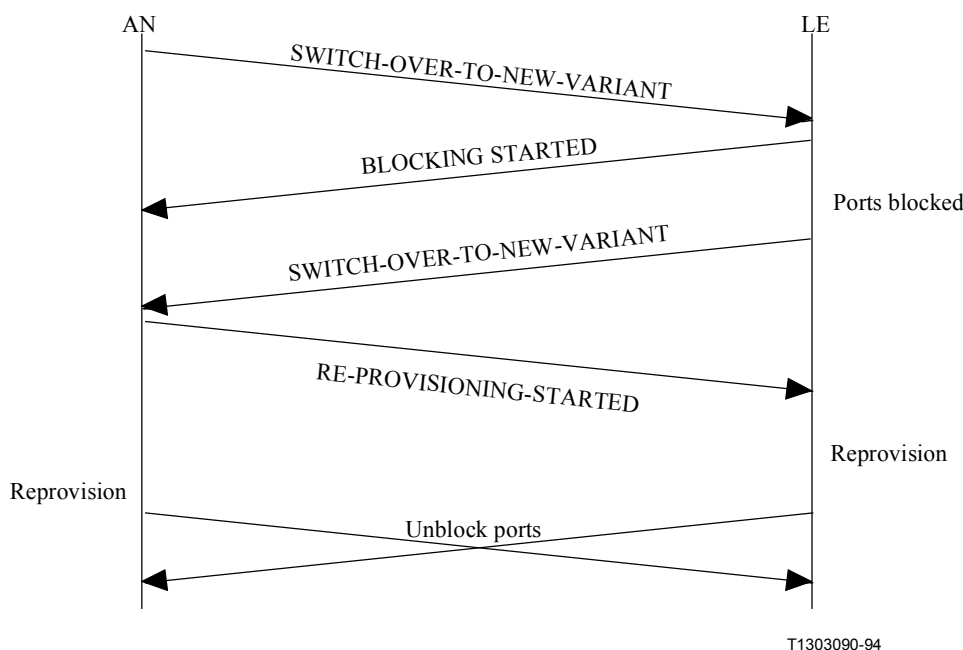 AN
LE
SWITCH-OVER-TO-NEW-VARIANT
BLOCKING STARTED
Ports blocked
SWITCH-OVER-TO-NEW-VARIANT
RE-PROVISIONING-STARTED
Reprovision
Reprovision
Unblock ports
T1303090-94